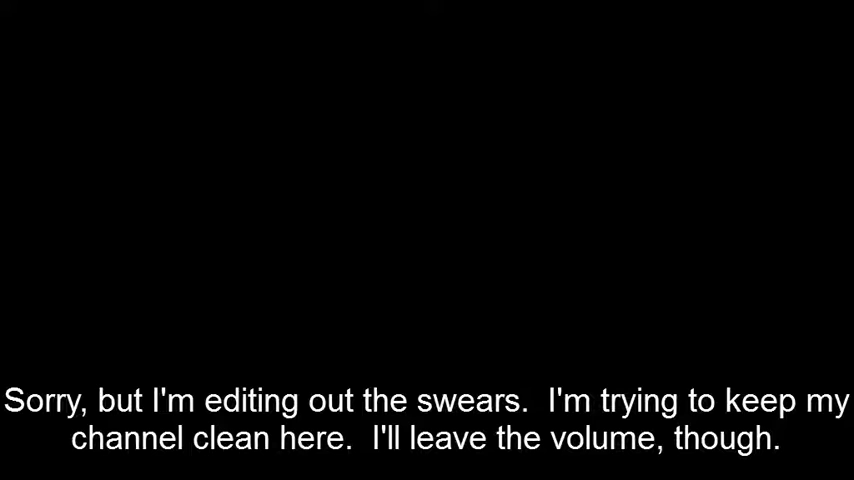 Sorry, but I'm editing out the swears.  I'm trying to keep my
channel clean here.  I'll leave the volume, though.